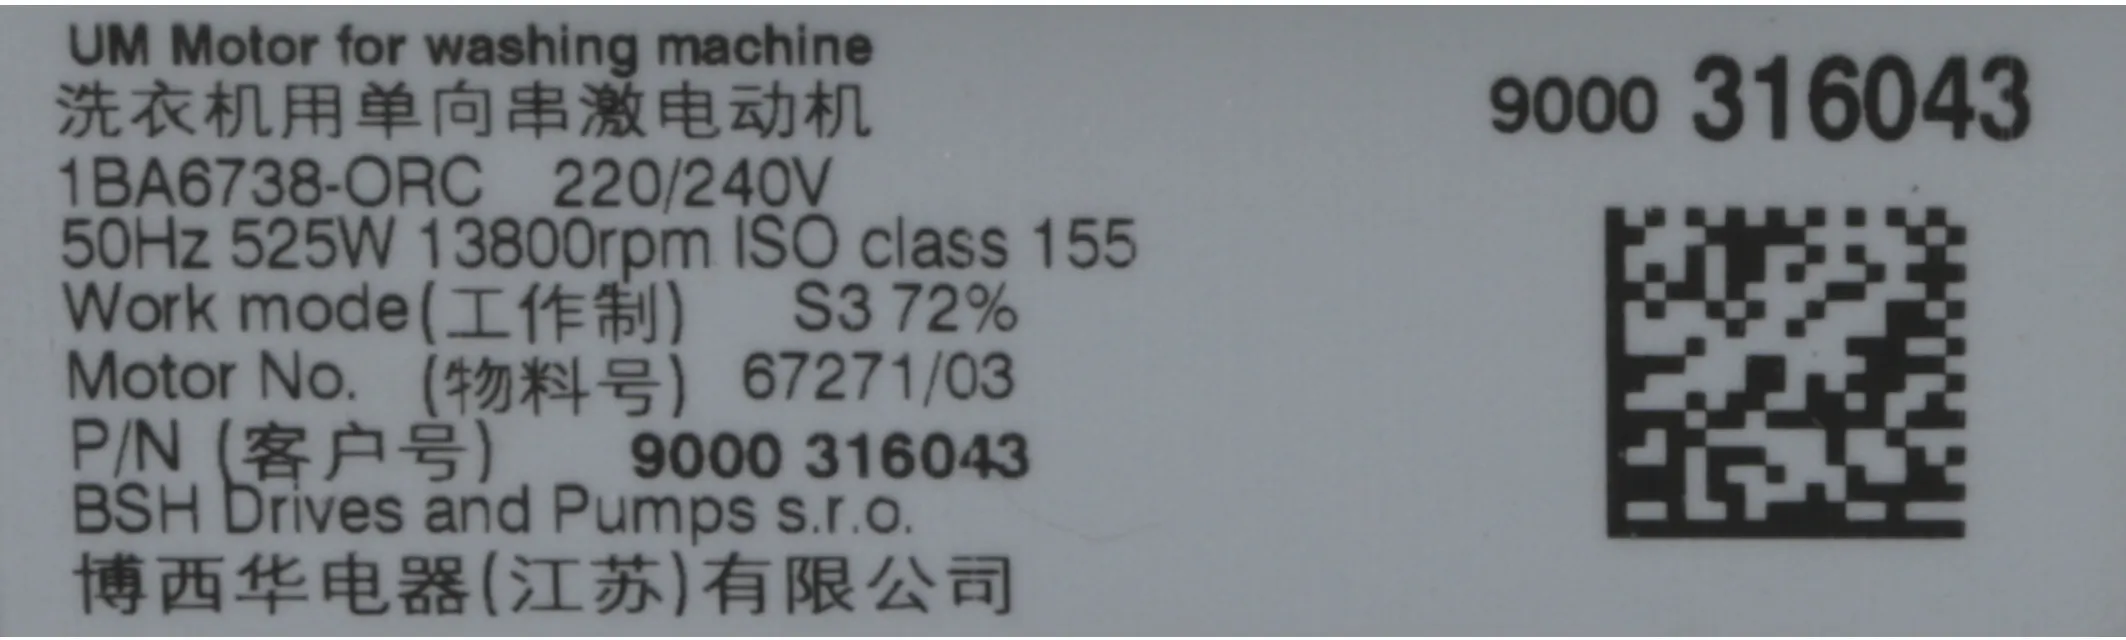 UM Motor for washing machine
洗衣机用单向串激电动机
1BA6738-ORC 220/240V
50Hz 525W 13800rpm ISO class 155
Work mode(工作制) S3 72%
Motor No. (物料号) 67271/03
P/N (客户号) 9000 316043
BSH Drives and Pumps s.r.o.
博西华电器(江苏)有限公司
9000 316043